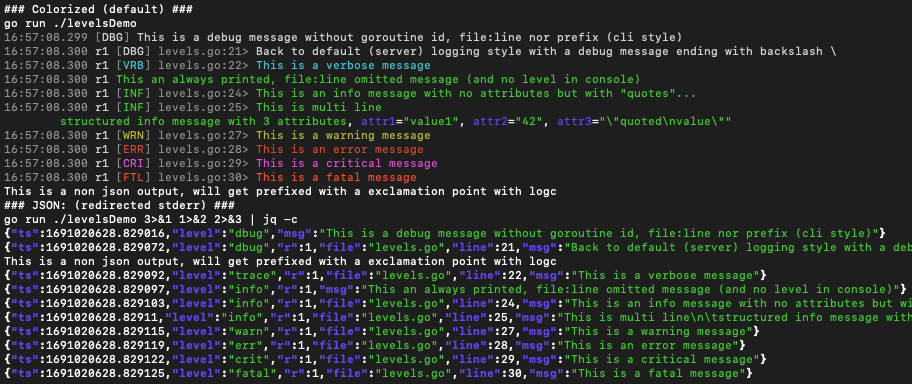 ### Colorized (default) ###
go run ./levelsDemo
16:57:08.299 [DBG] This is a debug message without goroutine id, file:line nor prefix (cli style)
16:57:08.300 r1 [DBG] levels.go:21> Back to default (server) logging style with a debug message ending with backslash \
16:57:08.300 r1 [VRB] levels.go:22> This is a verbose message
16:57:08.300 r1 This an always printed, file:line omitted message (and no level in console)
16:57:08.300 r1 [INF] levels.go:24> This is an info message with no attributes but with "quotes"...
16:57:08.300 r1 [INF] levels.go:25> This is multi line
structured info message with 3 attributes, attr1="value1", attr2="42", attr3="\"quoted\nvalue\""
16:57:08.300 r1 [WRN] levels.go:27> This is a warning message
16:57:08.300 r1 [ERR] levels.go:28> This is an error message
16:57:08.300 r1 [CRI] levels.go:29> This is a critical message
16:57:08.300 r1 [FTL] levels.go:30> This is a fatal message
This is a non json output, will get prefixed with a exclamation point with logc
### JSON: (redirected stderr) ###
go run ./levelsDemo 3>&1 1>&2 2>&3 | jq -c
{"ts":1691020628.829016,"level":"dbug","msg":"This is a debug message without goroutine id, file:line nor prefix (cli style)"}
{"ts":1691020628.829072,"level":"dbug","r":1,"file":"levels.go","line":21,"msg":"Back to default (server) logging style with a deb
This is a non json output, will get prefixed with a exclamation point with logc
{"ts":1691020628.829092,"level":"trace","r":1,"file":"levels.go","line":22,"msg":"This is a verbose message"}
{"ts":1691020628.829097,"level":"info","r":1,"msg":"This an always printed, file:line omitted message (and no level in console)"}
{"ts":1691020628.829103,"level":"info","r":1,"file":"levels.go","line":24,"msg":"This is an info message with no attributes but wi
{"ts":1691020628.82911,"level":"info","r":1,"file":"levels.go","line":25,"msg":"This is multi line\n\tstructured info message with
{"ts":1691020628.829115,"level":"warn","r":1,"file":"levels.go","line":27,"msg":"This is a warning message"}
{"ts":1691020628.829119,"level":"err","r":1,"file":"levels.go","line":28,"msg":"This is an error message"}
{"ts":1691020628.829122,"level":"crit","r":1,"file":"levels.go","line":29,"msg":"This is a critical message"}
{"ts":1691020628.829125,"level":"fatal","r":1,"file":"levels.go","line":30,"msg":"This is a fatal message"}